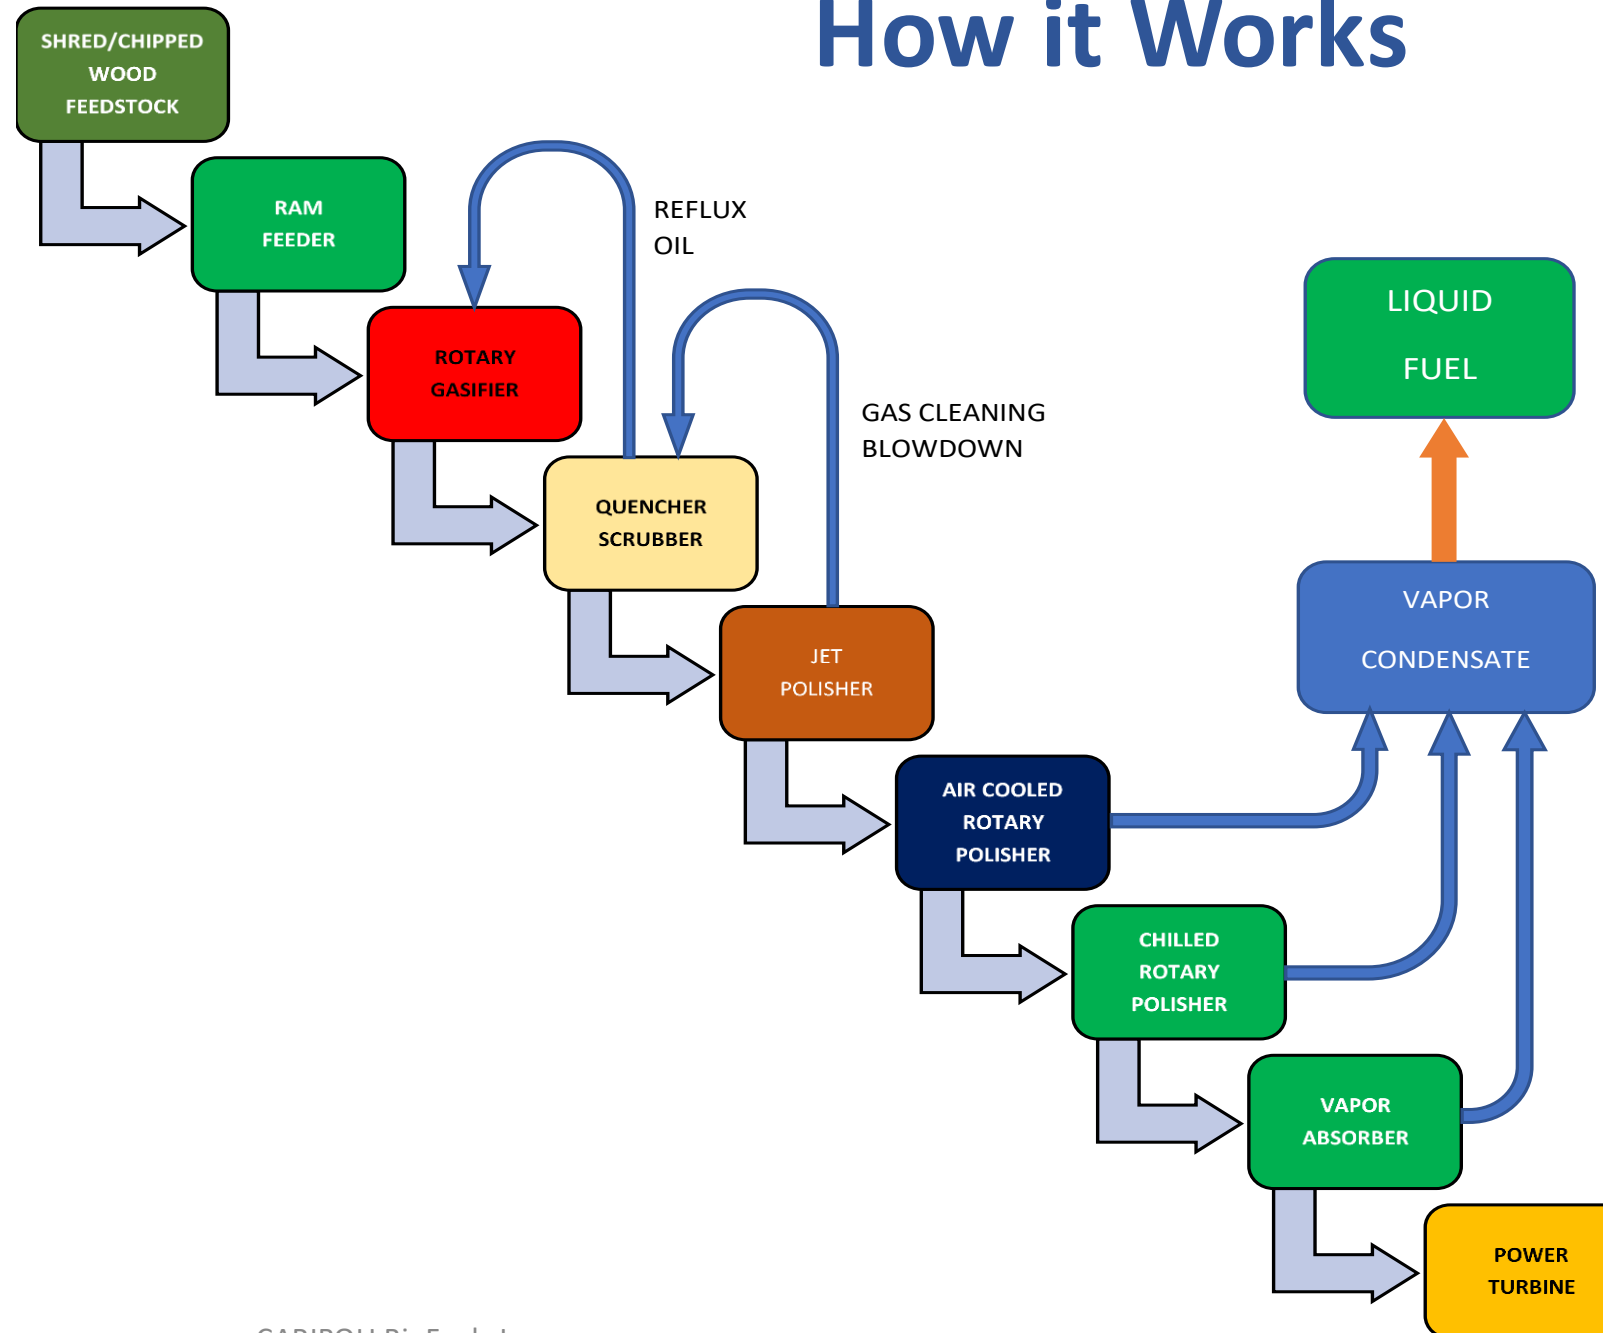 How it Works
SHRED/CHIPPED
WOOD
FEEDSTOCK
RAM
FEEDER
REFLUX
OIL
ROTARY
GASIFIER
GAS CLEANING
BLOWDOWN
QUENCHER
SCRUBBER
JET
POLISHER
LIQUID
FUEL
VAPOR
CONDENSATE
AIR COOLED
ROTARY
POLISHER
CHILLED
ROTARY
POLISHER
VAPOR
ABSORBER
POWER
TURBINE